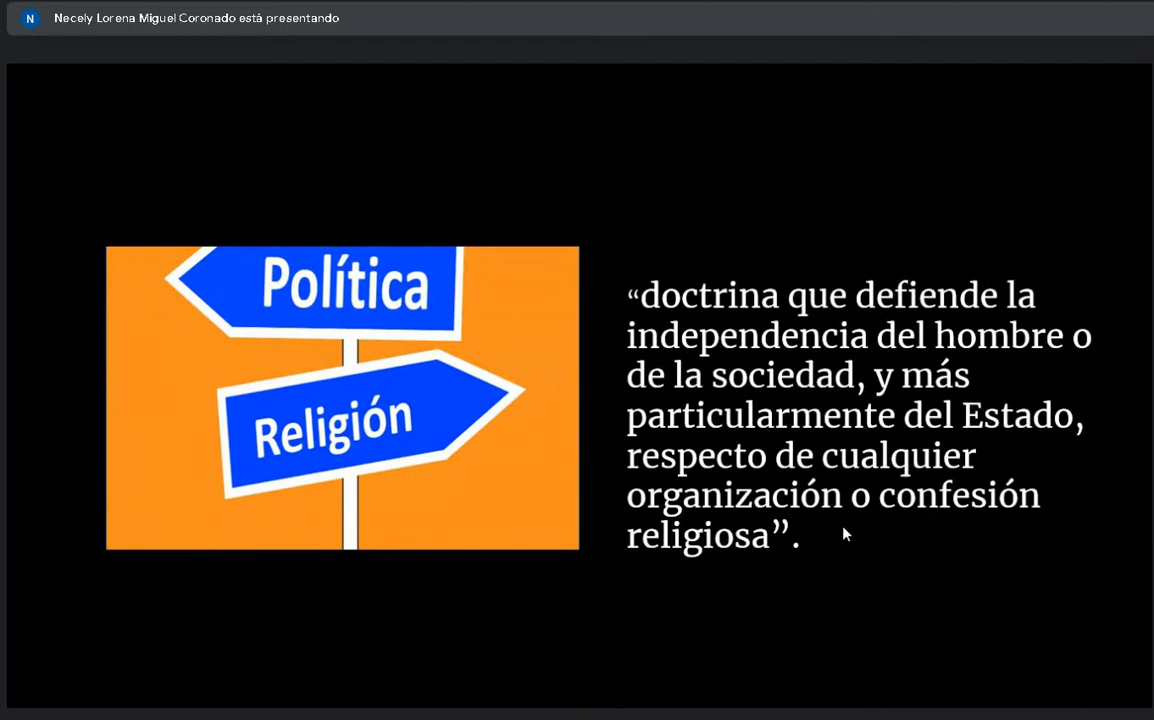 N
Necely Lorena Miguel Coronado está presentando
Política
Religión
“doctrina que defiende la
independencia del hombre o
de la sociedad, y más
particularmente del Estado,
respecto de cualquier
organización o confesión
religiosa”.